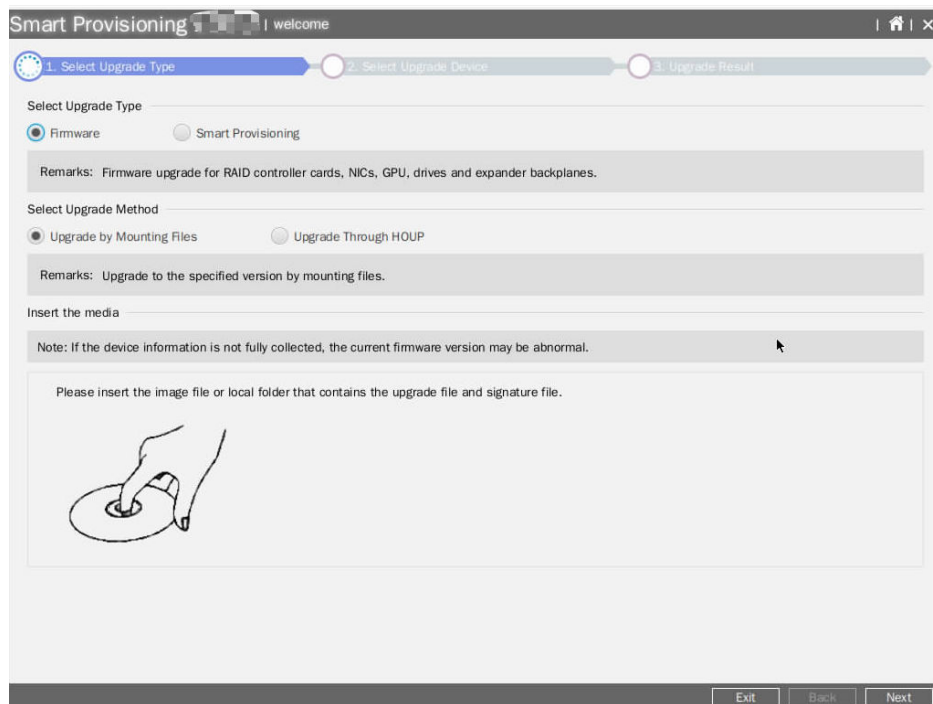 Smart Provisioning | welcome
1. Select Upgrade Type
2. Select Upgrade Device
3. Upgrade Result
Select Upgrade Type
Firmware
Smart Provisioning
Remarks: Firmware upgrade for RAID controller cards, NICs, GPU, drives and expander backplanes.
Select Upgrade Method
Upgrade by Mounting Files
Upgrade Through HOUP
Remarks: Upgrade to the specified version by mounting files.
Insert the media
Note: If the device information is not fully collected, the current firmware version may be abnormal.
Please insert the image file or local folder that contains the upgrade file and signature file.
Exit
Back
Next